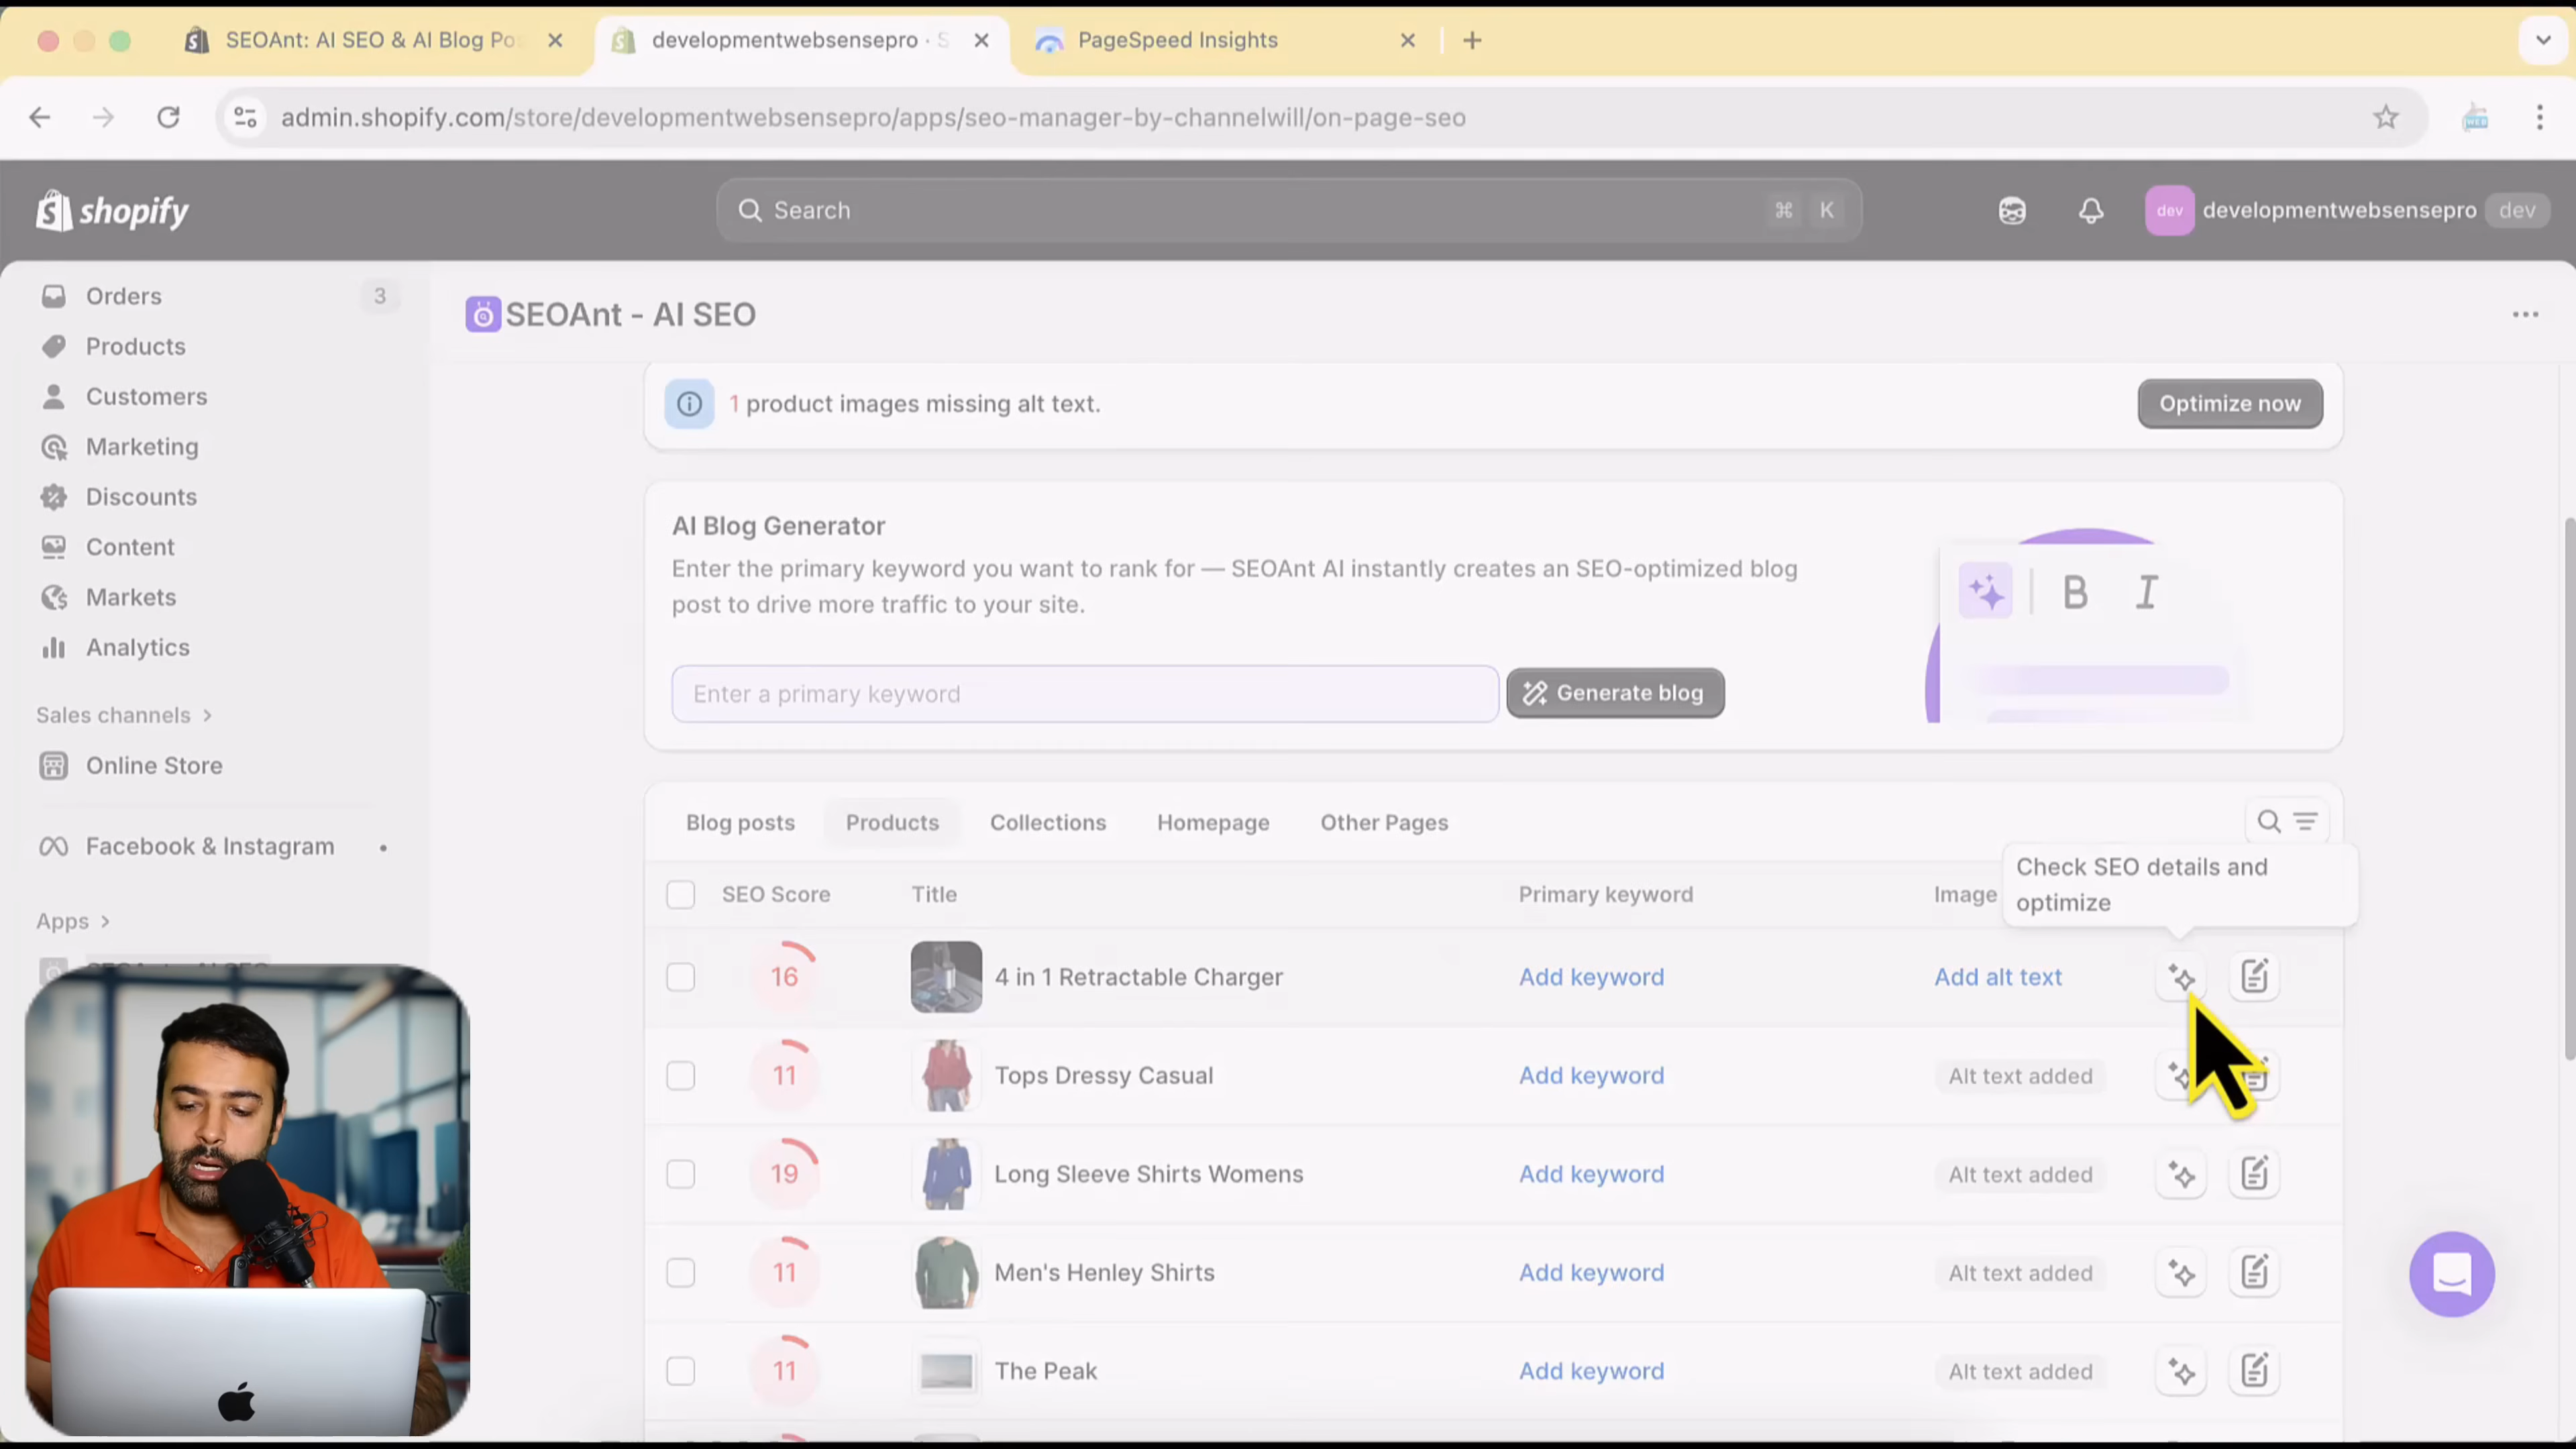 SEOAnt: AI SEO & AI Blog Po
developmentwebsensepro · S
PageSpeed Insights
admin.shopify.com/store/developmentwebsensepro/apps/seo-manager-by-channelwill/on-page-seo
shopify
Search
⌘ K
dev
developmentwebsensepro
dev
Orders
3
Products
Customers
Marketing
Discounts
Content
Markets
Analytics
Sales channels
Online Store
Facebook & Instagram
Apps
SEOAnt - AI SEO
1 product images missing alt text.
Optimize now
AI Blog Generator
Enter the primary keyword you want to rank for — SEOAnt AI instantly creates an SEO-optimized blog
post to drive more traffic to your site.
B I
Enter a primary keyword
Generate blog
Blog posts
Products
Collections
Homepage
Other Pages
Check SEO details and
optimize
SEO Score
Title
Primary keyword
Image
16
4 in 1 Retractable Charger
Add keyword
Add alt text
11
Tops Dressy Casual
Add keyword
Alt text added
19
Long Sleeve Shirts Womens
Add keyword
Alt text added
11
Men's Henley Shirts
Add keyword
Alt text added
11
The Peak
Add keyword
Alt text added